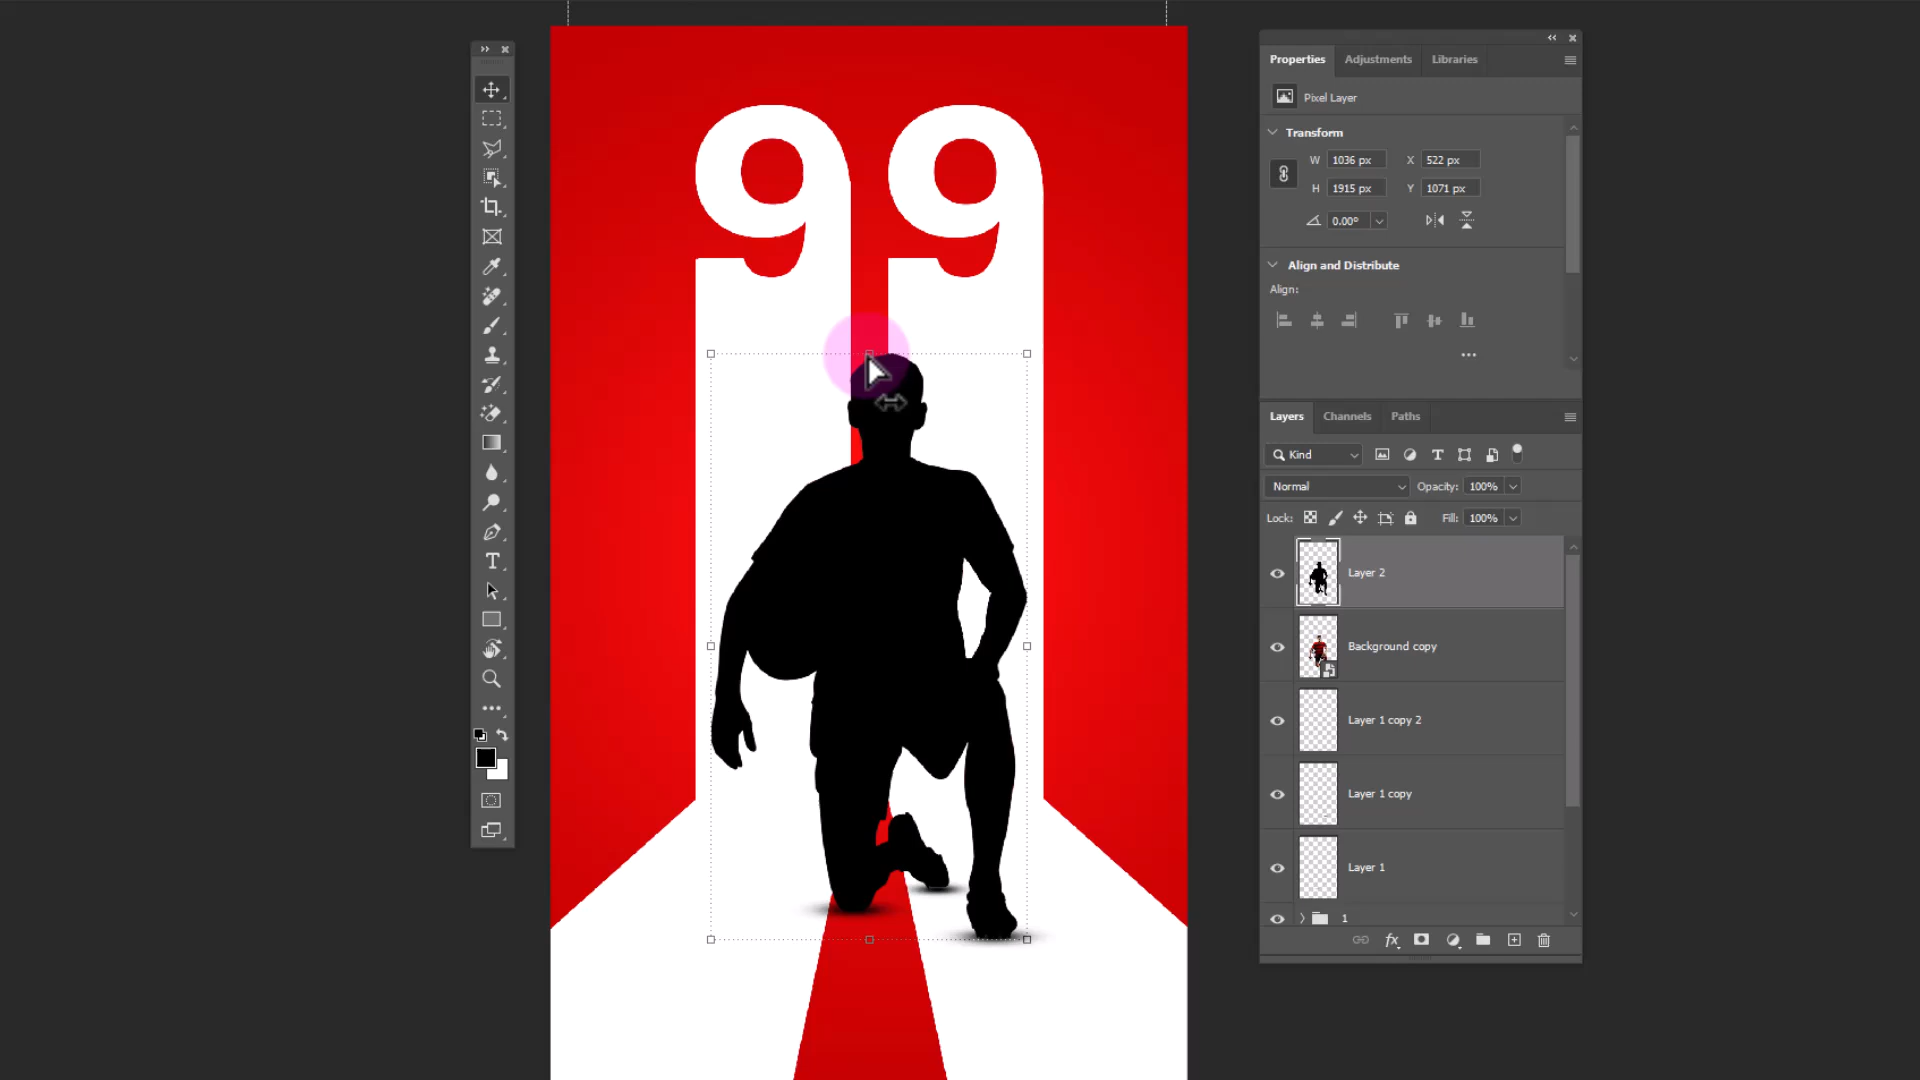 99
Properties Adjustments Libraries
Pixel Layer
Transform
W 1036 px X 522 px
H 1915 px Y 1071 px
0.00°
Align and Distribute
Align:
Layers Channels Paths
Kind
Normal Opacity: 100%
Lock: Fill: 100%
Layer 2
Background copy
Layer 1 copy 2
Layer 1 copy
Layer 1
1